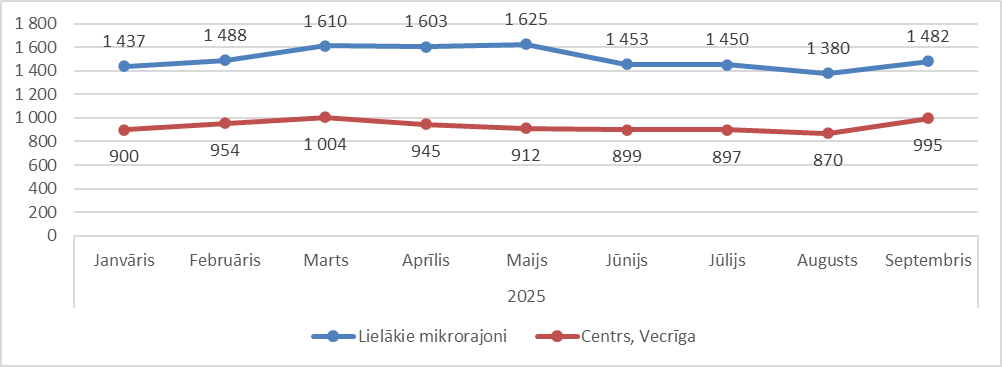 1 800
1 600
1 400
1 200
1 000
800
600
400
200
0
1 437 1 488 1 610 1 603 1 625 1 453 1 450 1 380 1 482
900 954 1 004 945 912 899 897 870 995
Janvāris Februāris Marts Aprīlis Maijs Jūnijs Jūlijs Augusts Septembris
2025
Lielākie mikrorajoni Centrs, Vecrīga